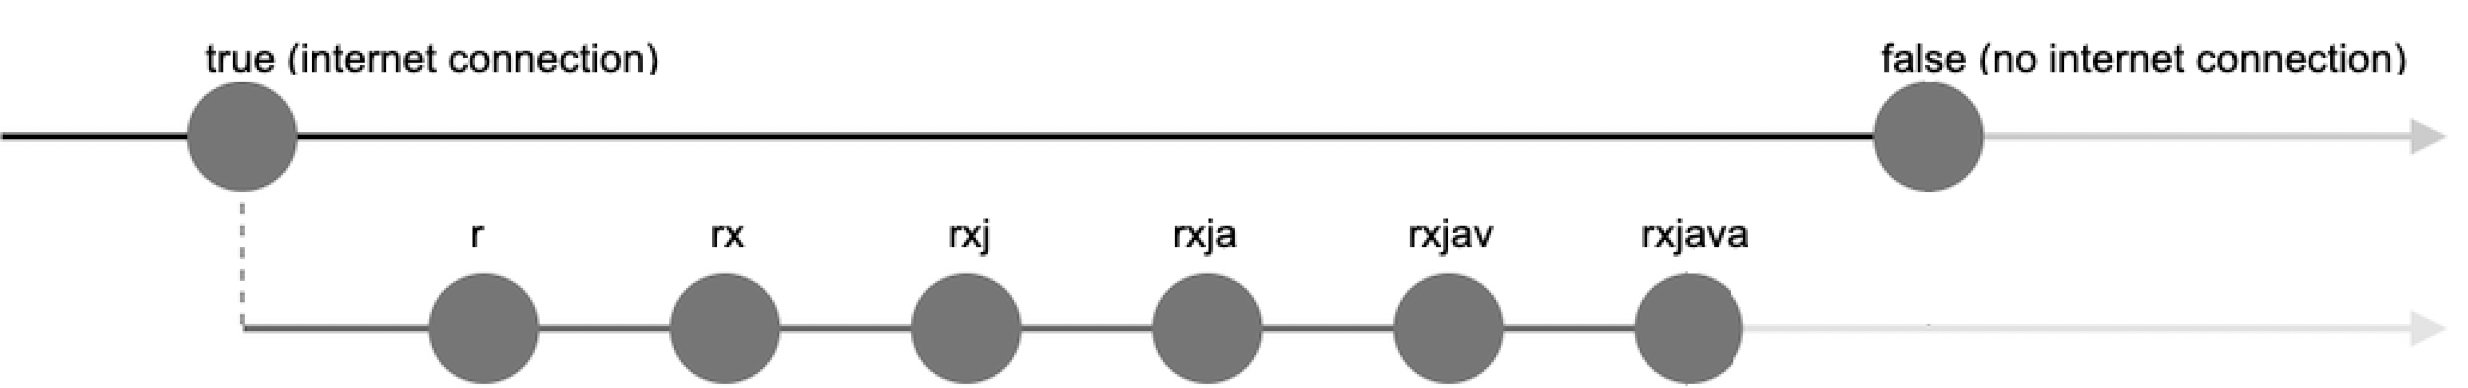 true (internet connection)
false (no internet connection)
r
rx
rxj
rxja
rxjav
rxjava